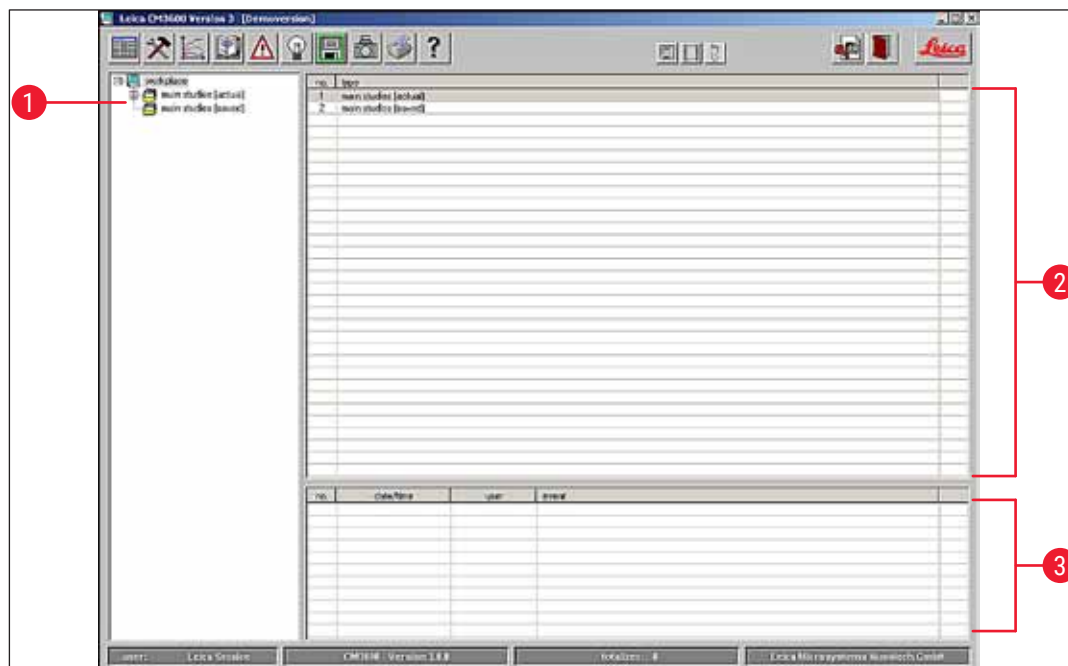 Leica CM3600 Version 3 [Demoversion]
?
Leica
workplace
main studies [actual]
main studies [saved]
no. type
1 main studies [actual]
2 main studies [saved]
no. date/time user event
user: Leica Service
CM3600 - Version 3.0.0
totalizer: 0
Leica Microsystems Nussloch GmbH
1
2
3